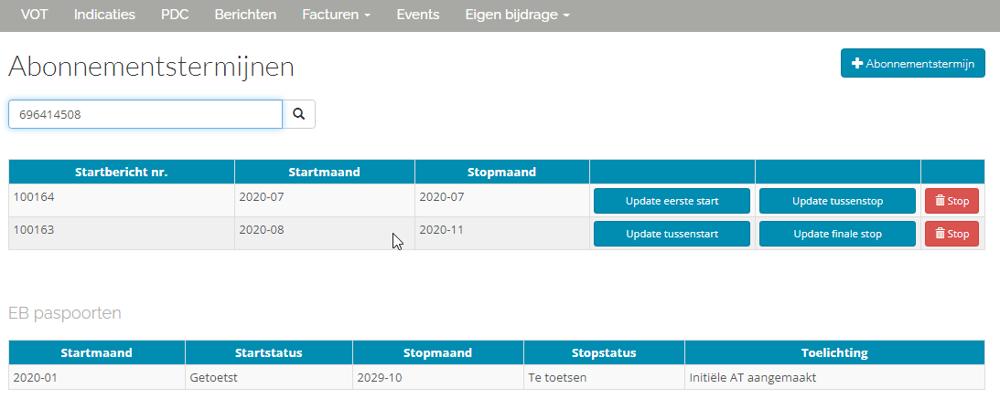 VOT Indicaties PDC Berichten Facturen Events Eigen bijdrage
Abonnementstermijnen
Abonnementstermijn
696414508
Startbericht nr. Startmaand Stopmaand
100164 2020-07 2020-07 Update eerste start Update tussenstop Stop
100163 2020-08 2020-11 Update tussenstart Update finale stop Stop
EB paspoorten
Startmaand Startstatus Stopmaand Stopstatus Toelichting
2020-01 Getoetst 2029-10 Te toetsen Initiële AT aangemaakt